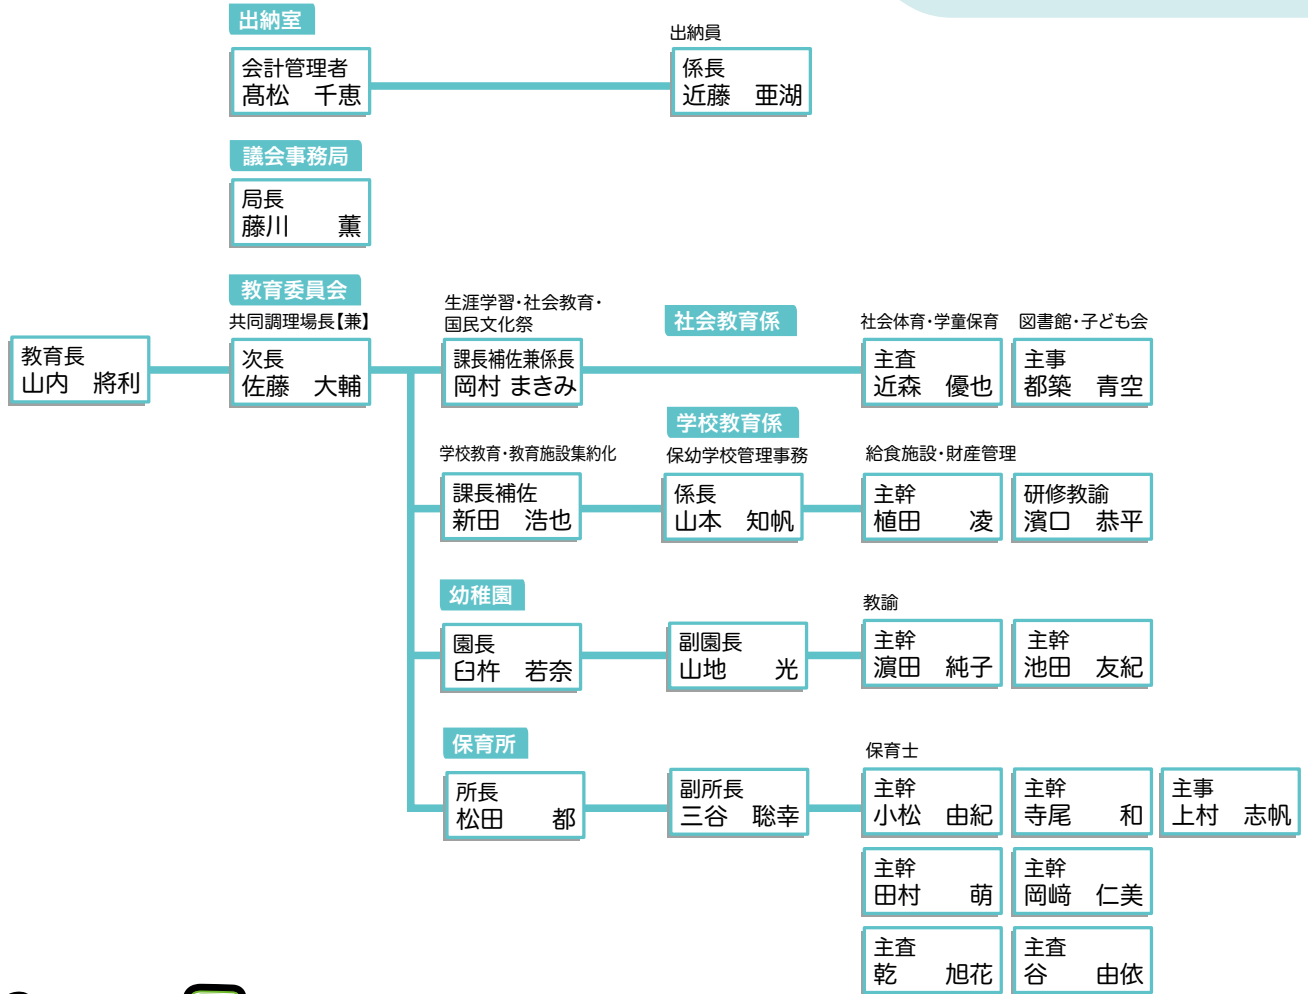 出納室
会計管理者
髙松　千恵
出納員
係長
近藤　亜湖
議会事務局
局長
藤川　薫
教育委員会
共同調理場長【兼】
教育長
山内　將利
次長
佐藤　大輔
生涯学習・社会教育・
国民文化祭
課長補佐兼係長
岡村 まきみ
社会教育係
社会体育・学童保育
主査
近森　優也
図書館・子ども会
主事
都築　青空
学校教育・教育施設集約化
課長補佐
新田　浩也
学校教育係
保幼学校管理事務
係長
山本　知帆
給食施設・財産管理
主幹
植田　凌
研修教諭
濱口　恭平
幼稚園
園長
臼杵　若奈
副園長
山地　光
教諭
主幹
濵田　純子
主幹
池田　友紀
保育所
所長
松田　都
副所長
三谷　聡幸
保育士
主幹
小松　由紀
主幹
寺尾　和
主事
上村　志帆
主幹
田村　萌
主幹
岡﨑　仁美
主査
乾　旭花
主査
谷　由依